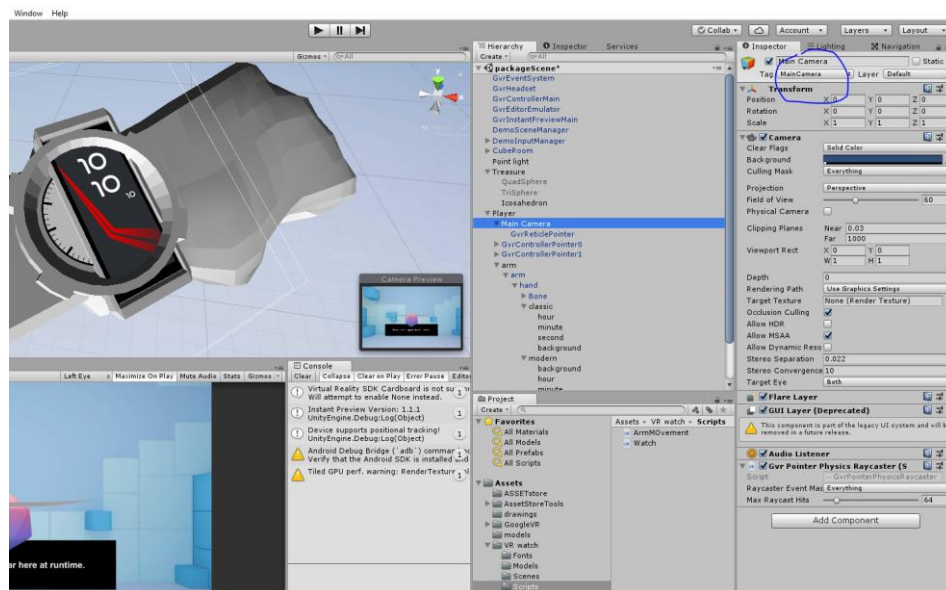 Window Help
Collab
Account
Layers
Layout
Gizmos
All
Camera Preview
Hierarchy Inspector Services
Create All
packageScene*
GvrEventSystem
GvrHeadset
GvrControllerMain
GvrEditorEmulator
GvrInstantPreviewMain
DemoSceneManager
DemoInputManager
CubeRoom
Point light
Treasure
QuadSphere
TriSphere
Icosahedron
Player
Main Camera
GvrReticlePointer
GvrControllerPointer0
GvrControllerPointer1
arm
arm
hand
Bone
classic
hour
minute
second
background
modern
background
hour
minute
Inspector Lighting Navigation
Main Camera Static
Tag MainCamera Layer Default
Transform
Position X 0 Y 0 Z 0
Rotation X 0 Y 0 Z 0
Scale X 1 Y 1 Z 1
Camera
Clear Flags Solid Color
Background
Culling Mask Everything
Projection Perspective
Field of View 60
Physical Camera
Clipping Planes Near 0.03
Far 1000
Viewport Rect X 0 Y 0
W 1 H 1
Depth 0
Rendering Path Use Graphics Settings
Target Texture None (Render Texture)
Occlusion Culling
Allow HDR
Allow MSAA
Allow Dynamic Reso
Stereo Separation 0.022
Stereo Convergence 10
Target Eye Both
Flare Layer
GUI Layer (Deprecated)
This component is part of the legacy UI system and will b
removed in a future release.
Audio Listener
Gvr Pointer Physics Raycaster (S
Script GvrPointerPhysicsRaycaster
Raycaster Event Mas Everything
Max Raycast Hits 64
Add Component
Left Eye Maximize On Play Mute Audio Stats Gizmos
ar here at runtime.
Console
Clear Collapse Clear on Play Error Pause Editor
Virtual Reality SDK Cardboard is not su
Will attempt to enable None instead.
1
Instant Preview Version: 1.1.1
UnityEngine.Debug:Log(Object)
1
Device supports positional tracking!
UnityEngine.Debug:Log(Object)
1
Android Debug Bridge (`adb`) comman
Verify that the Android SDK is installed and
1
Tiled GPU perf. warning: RenderTexture
1
Project
Create
Favorites
All Materials
All Models
All Prefabs
All Scripts
Assets
ASSETstore
AssetStoreTools
drawings
GoogleVR
models
VR watch
Fonts
Models
Scenes
Scripts
Assets VR watch Scripts
ArmMOvement
Watch
10
10